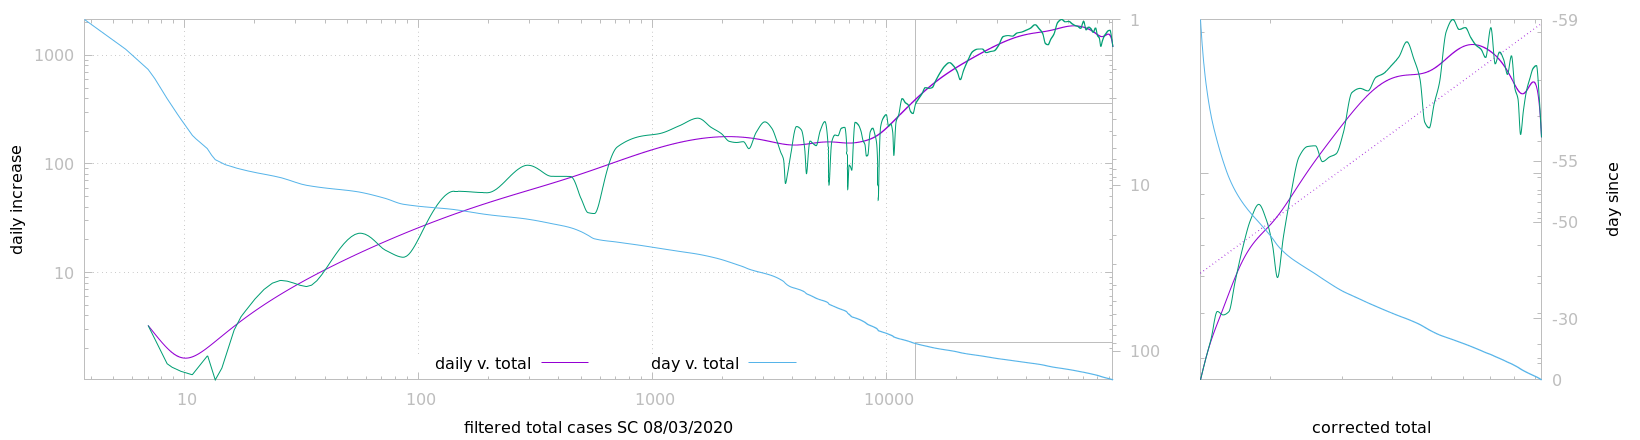 1000
100
10
daily increase
10
100
1000
10000
filtered total cases SC 08/03/2020
daily v. total
day v. total
1
10
100
-59
-55
-50
-30
0
day since
corrected total